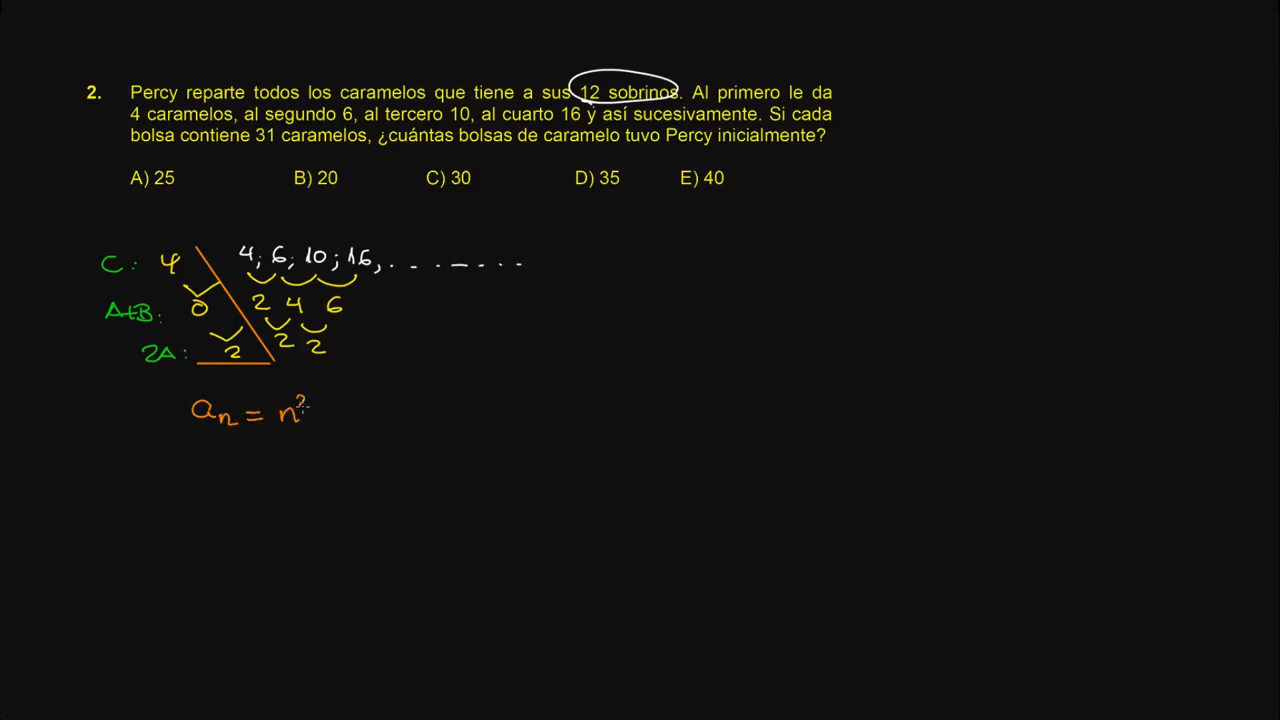 2. Percy reparte todos los caramelos que tiene a sus 12 sobrinos. Al primero le da
4 caramelos, al segundo 6, al tercero 10, al cuarto 16 y así sucesivamente. Si cada
bolsa contiene 31 caramelos, ¿cuántas bolsas de caramelo tuvo Percy inicialmente?
A) 25 B) 20 C) 30 D) 35 E) 40
C: 4 4; 6; 10; 16, . . . - . . .
A+B: 0 2 4 6
2A: 2 2 2
aₙ = n²